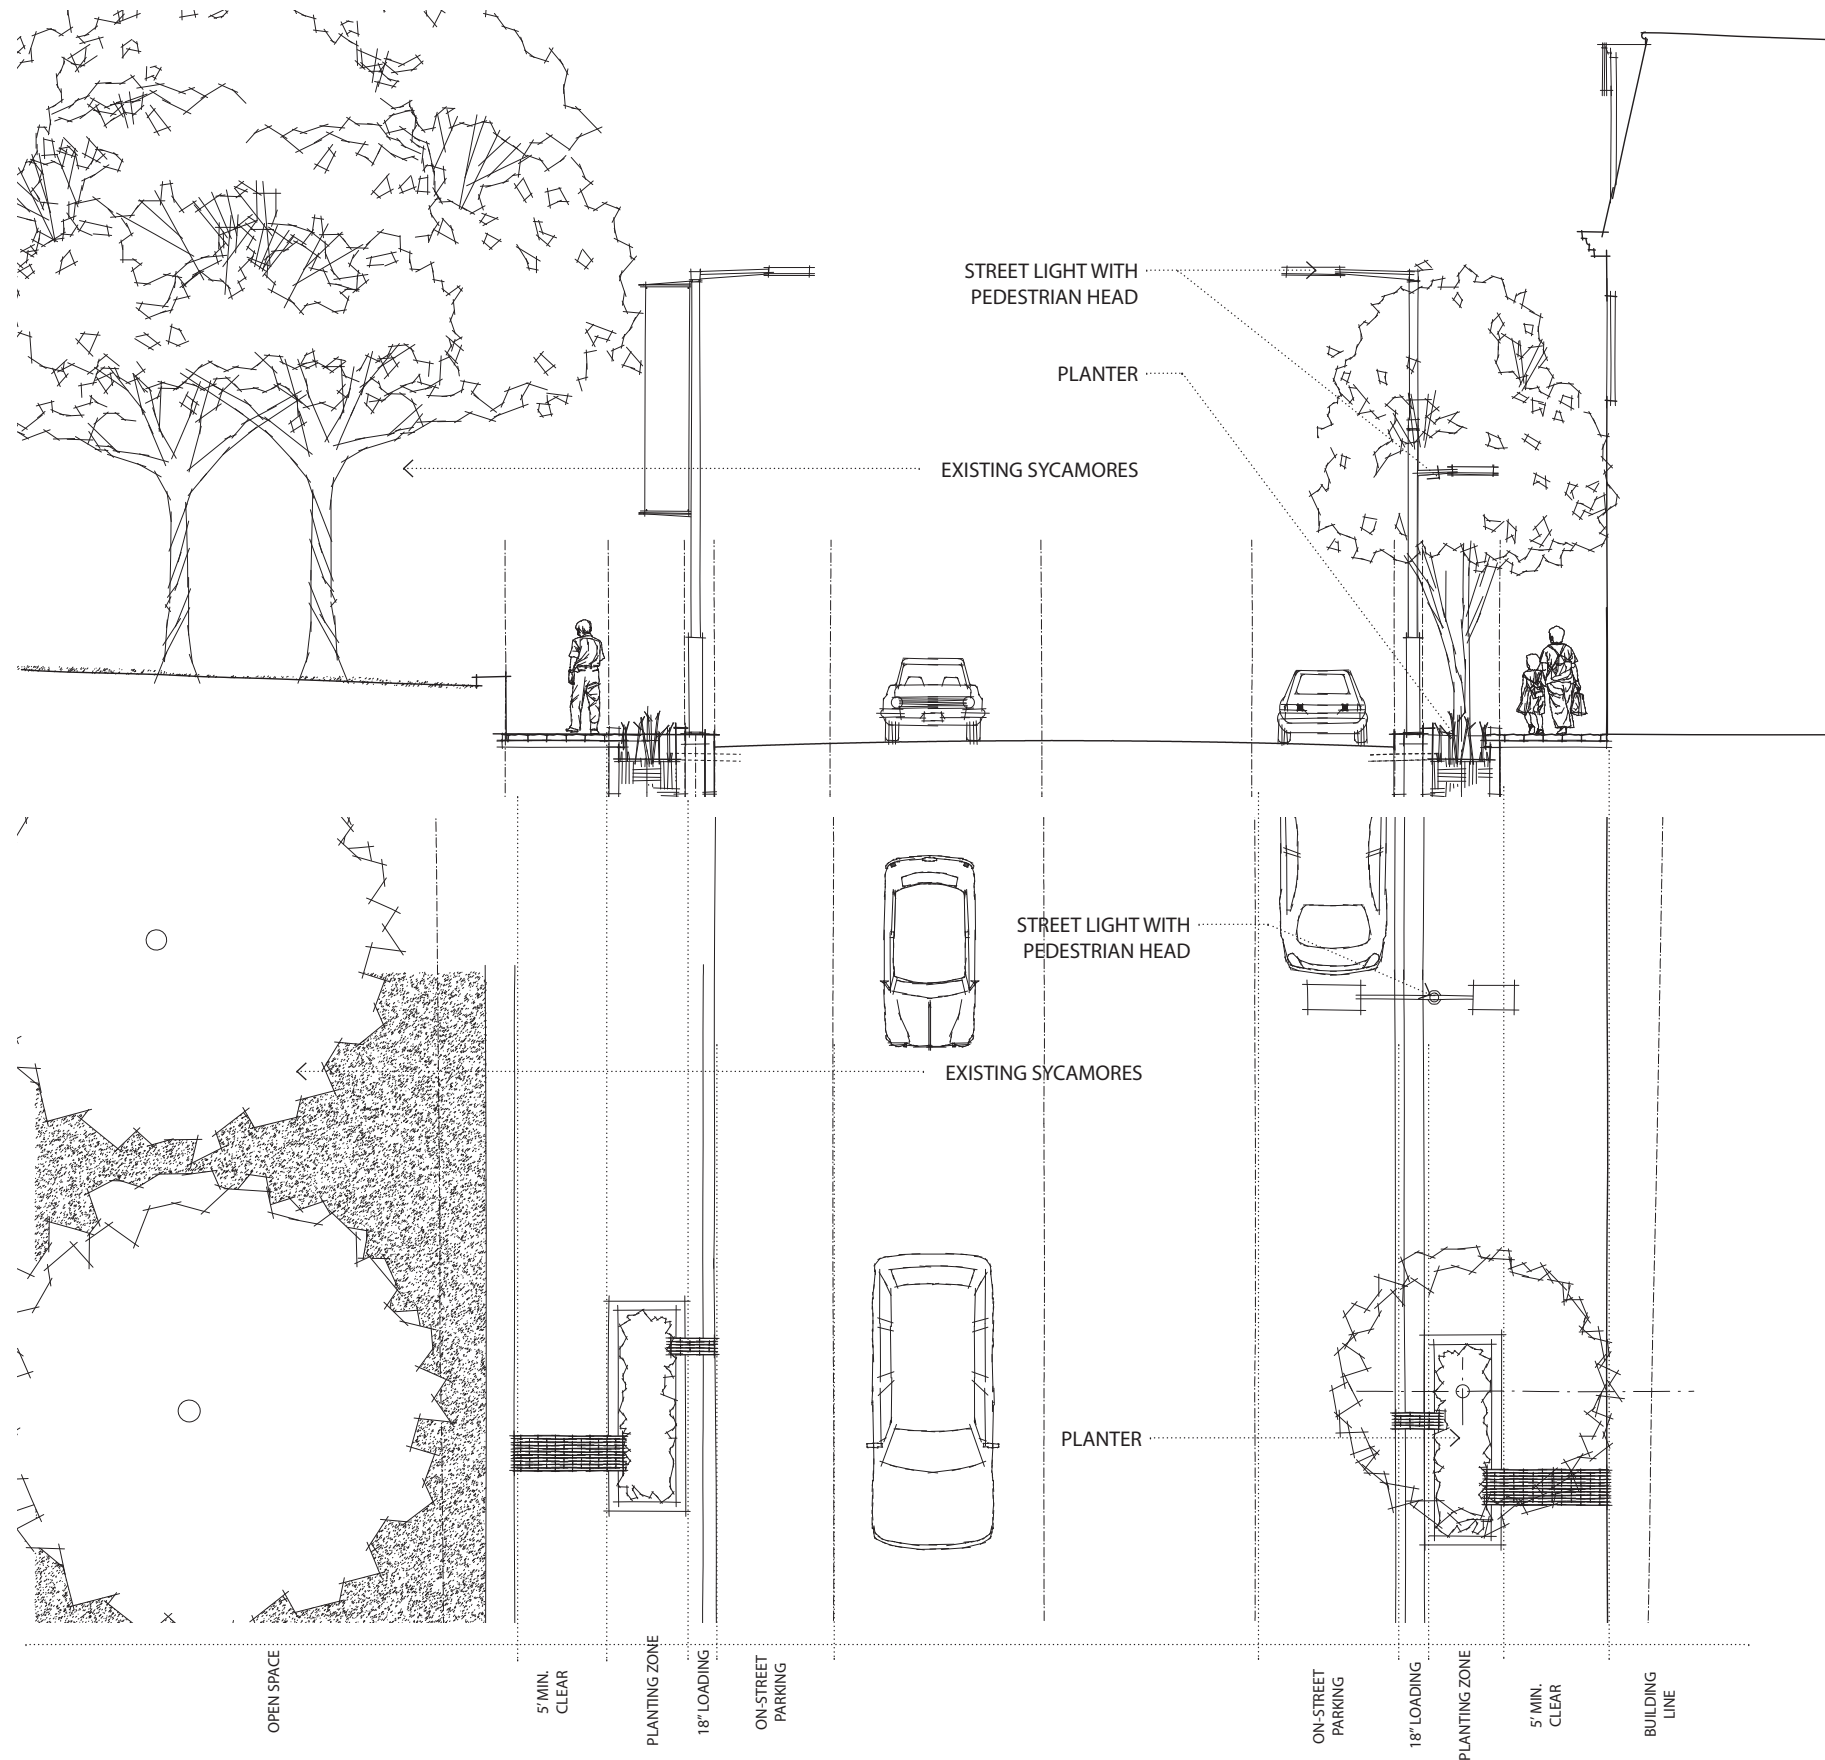 STREET LIGHT WITH
PEDESTRIAN HEAD
PLANTER
EXISTING SYCAMORES
STREET LIGHT WITH
PEDESTRIAN HEAD
EXISTING SYCAMORES
PLANTER
OPEN SPACE
5' MIN.
CLEAR
PLANTING ZONE
18" LOADING
ON-STREET
PARKING
ON-STREET
PARKING
18" LOADING
PLANTING ZONE
5' MIN.
CLEAR
BUILDING
LINE